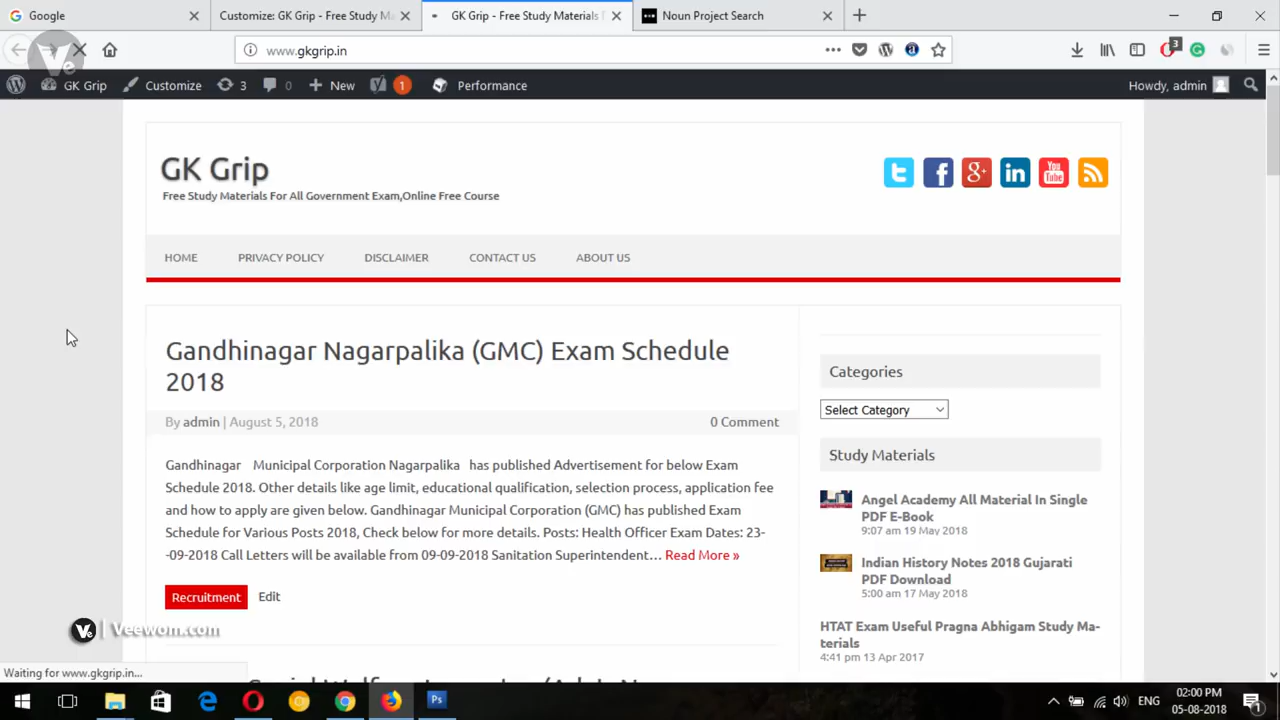 Google
Customize: GK Grip - Free Study Ma
GK Grip - Free Study Materials
Noun Project Search
www.gkgrip.in
3
GK Grip
Customize
3
0
New
1
Performance
Howdy, admin
GK Grip
Free Study Materials For All Government Exam,Online Free Course
HOME
PRIVACY POLICY
DISCLAIMER
CONTACT US
ABOUT US
Gandhinagar Nagarpalika (GMC) Exam Schedule
2018
By admin | August 5, 2018
0 Comment
Gandhinagar Municipal Corporation Nagarpalika has published Advertisement for below Exam
Schedule 2018. Other details like age limit, educational qualification, selection process, application fee
and how to apply are given below. Gandhinagar Municipal Corporation (GMC) has published Exam
Schedule for Various Posts 2018, Check below for more details. Posts: Health Officer Exam Dates: 23-
-09-2018 Call Letters will be available from 09-09-2018 Sanitation Superintendent… Read More »
Recruitment
Edit
Categories
Select Category
Study Materials
Angel Academy All Material In Single
PDF E-Book
9:07 am 19 May 2018
Indian History Notes 2018 Gujarati
PDF Download
5:00 am 17 May 2018
HTAT Exam Useful Pragna Abhigam Study Ma-
terials
4:41 pm 13 Apr 2017
Ve | Veewom.com
Waiting for www.gkgrip.in...
ENG
02:00 PM
05-08-2018
1